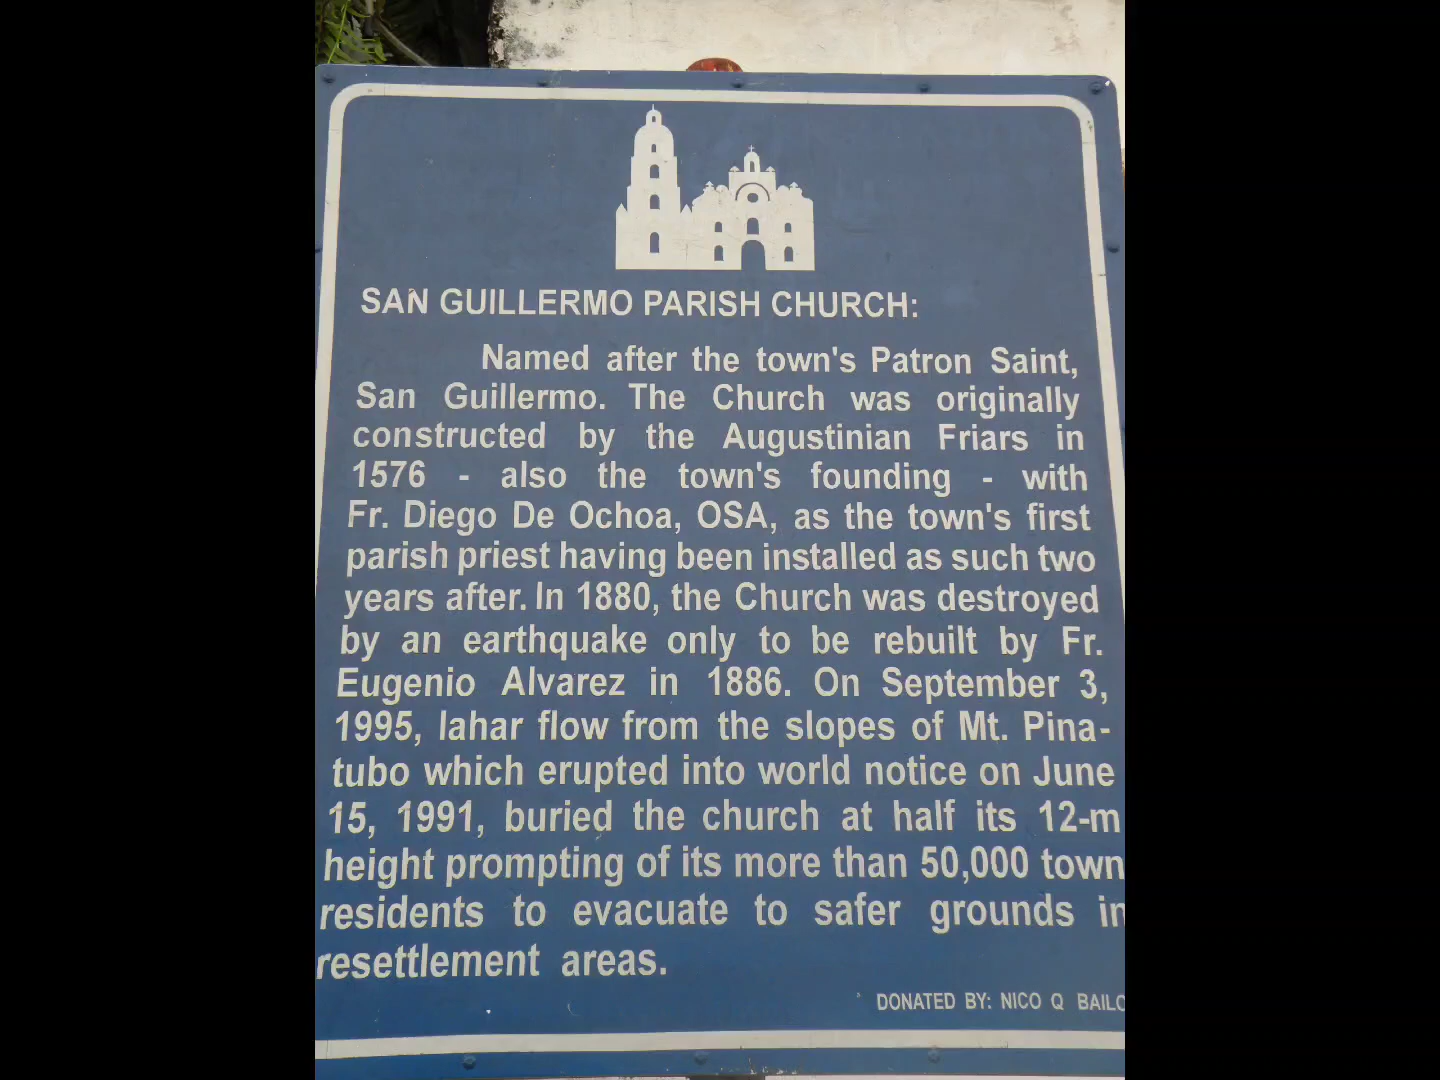 SAN GUILLERMO PARISH CHURCH:
Named after the town's Patron Saint,
San Guillermo. The Church was originally
constructed by the Augustinian Friars in
1576 - also the town's founding - with
Fr. Diego De Ochoa, OSA, as the town's first
parish priest having been installed as such two
years after. In 1880, the Church was destroyed
by an earthquake only to be rebuilt by Fr.
Eugenio Alvarez in 1886. On September 3,
1995, lahar flow from the slopes of Mt. Pina-
tubo which erupted into world notice on June
15, 1991, buried the church at half its 12-m
height prompting of its more than 50,000 town
residents to evacuate to safer grounds in
resettlement areas.
DONATED BY: NICO Q